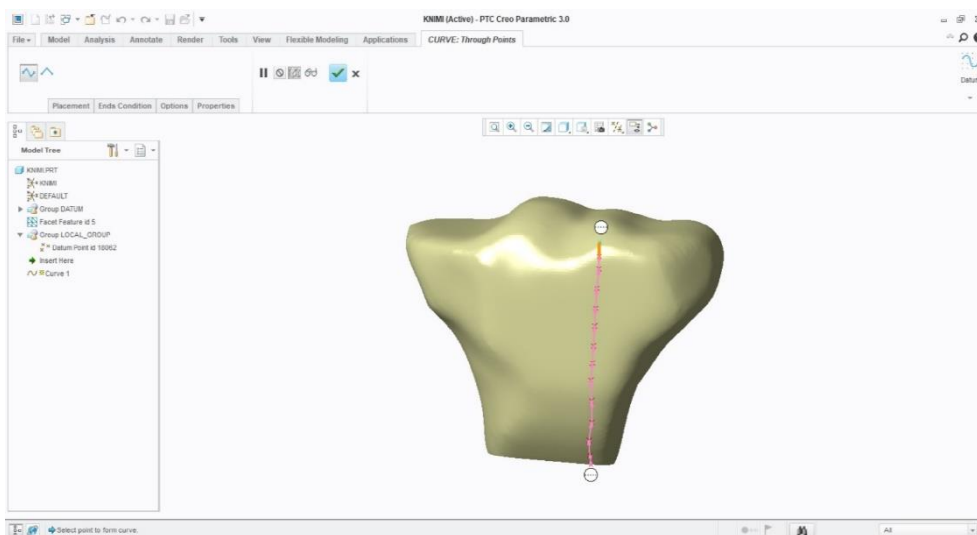 KNIMI (Active) - PTC Creo Parametric 3.0
File Model Analysis Annotate Render Tools View Flexible Modeling Applications CURVE: Through Points
Datum
Placement Ends Condition Options Properties
Model Tree
KNIMI.PRT
KNIMI
DEFAULT
Group DATUM
Facet Feature id 5
Group LOCAL_GROUP
Datum Point id 18062
Insert Here
Curve 1
Select point to form curve.
All